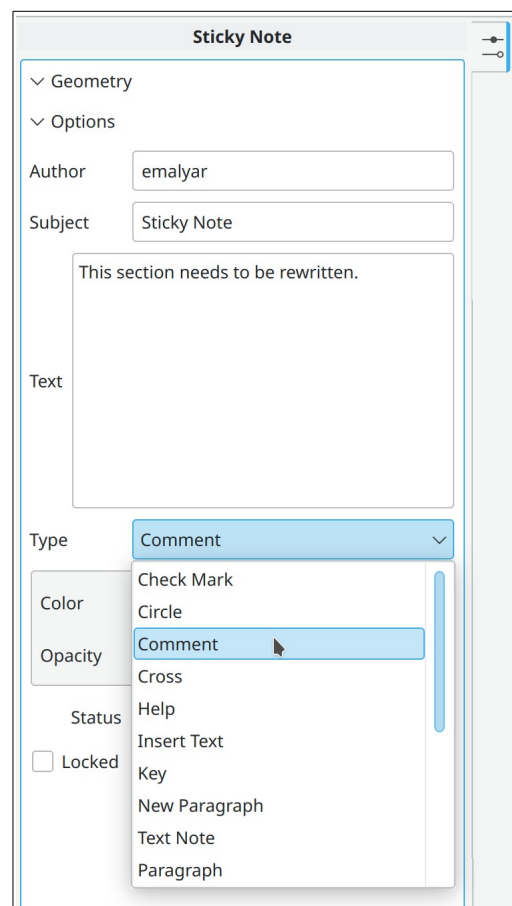 Sticky Note
Geometry
Options
Author emalyar
Subject Sticky Note
Text This section needs to be rewritten.
Type Comment
Color
Opacity
Status
Locked
Check Mark
Circle
Comment
Cross
Help
Insert Text
Key
New Paragraph
Text Note
Paragraph